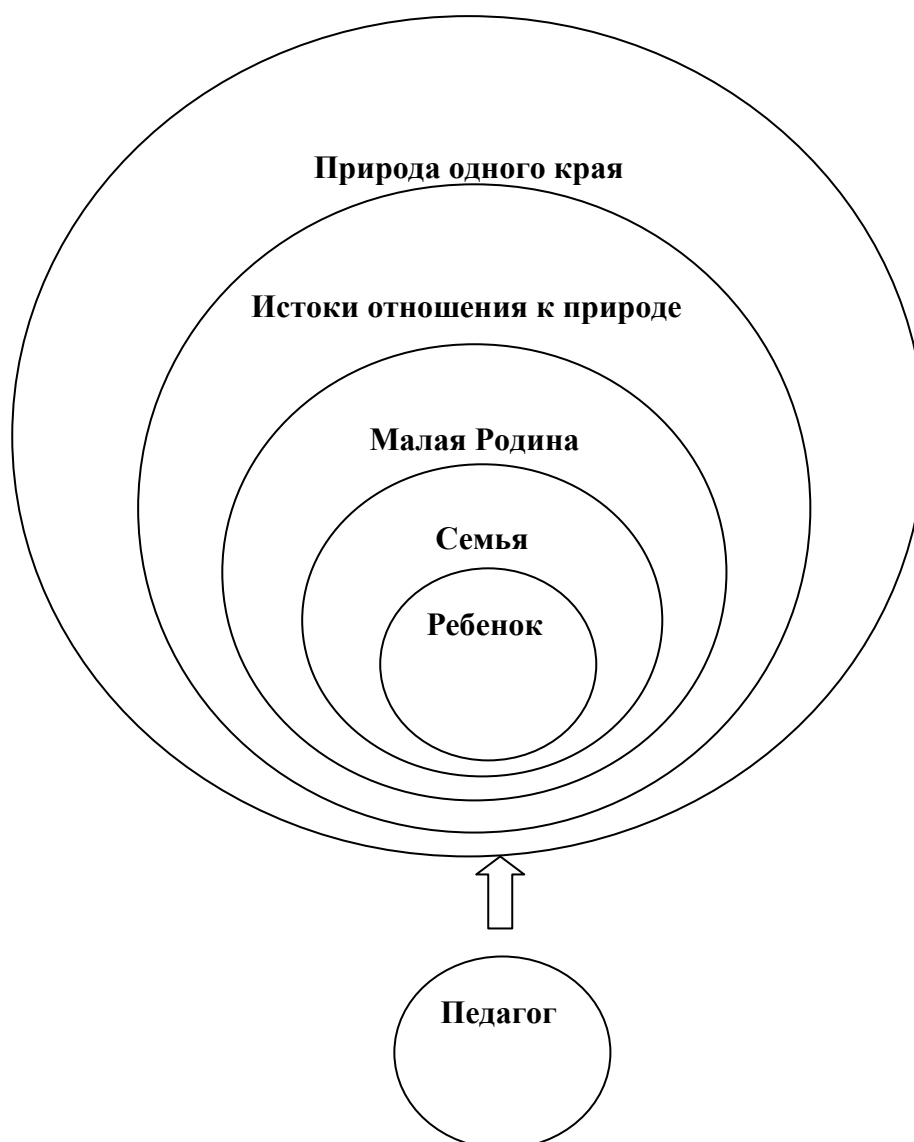 Природа одного края
Истоки отношения к природе
Малая Родина
Семья
Ребенок
Педагог